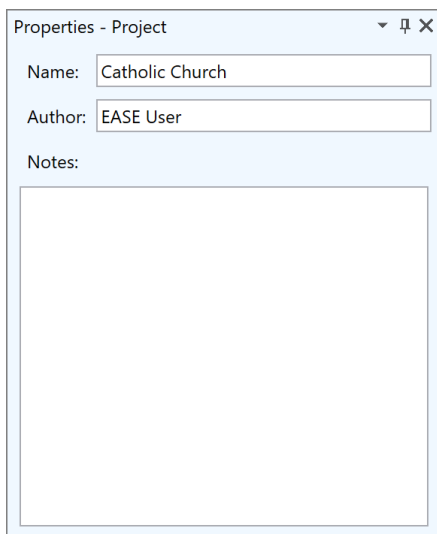 Properties - Project
Name: Catholic Church
Author: EASE User
Notes: